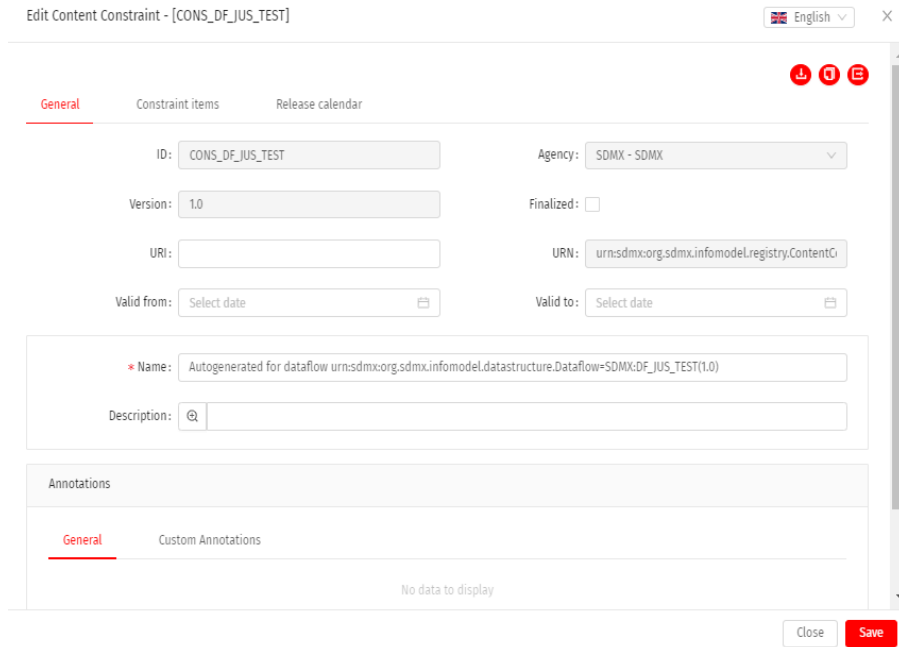 Edit Content Constraint - [CONS_DF_JUS_TEST]
English
General
Constraint items
Release calendar
ID: CONS_DF_JUS_TEST
Agency: SDMX - SDMX
Version: 1.0
Finalized:
URI:
URN: urn:sdmx:org.sdmx.infomodel.registry.ContentC
Valid from: Select date
Valid to: Select date
* Name: Autogenerated for dataflow urn:sdmx:org.sdmx.infomodel.datastructure.Dataflow=SDMX:DF_JUS_TEST(1.0)
Description:
Annotations
General
Custom Annotations
No data to display
Close
Save